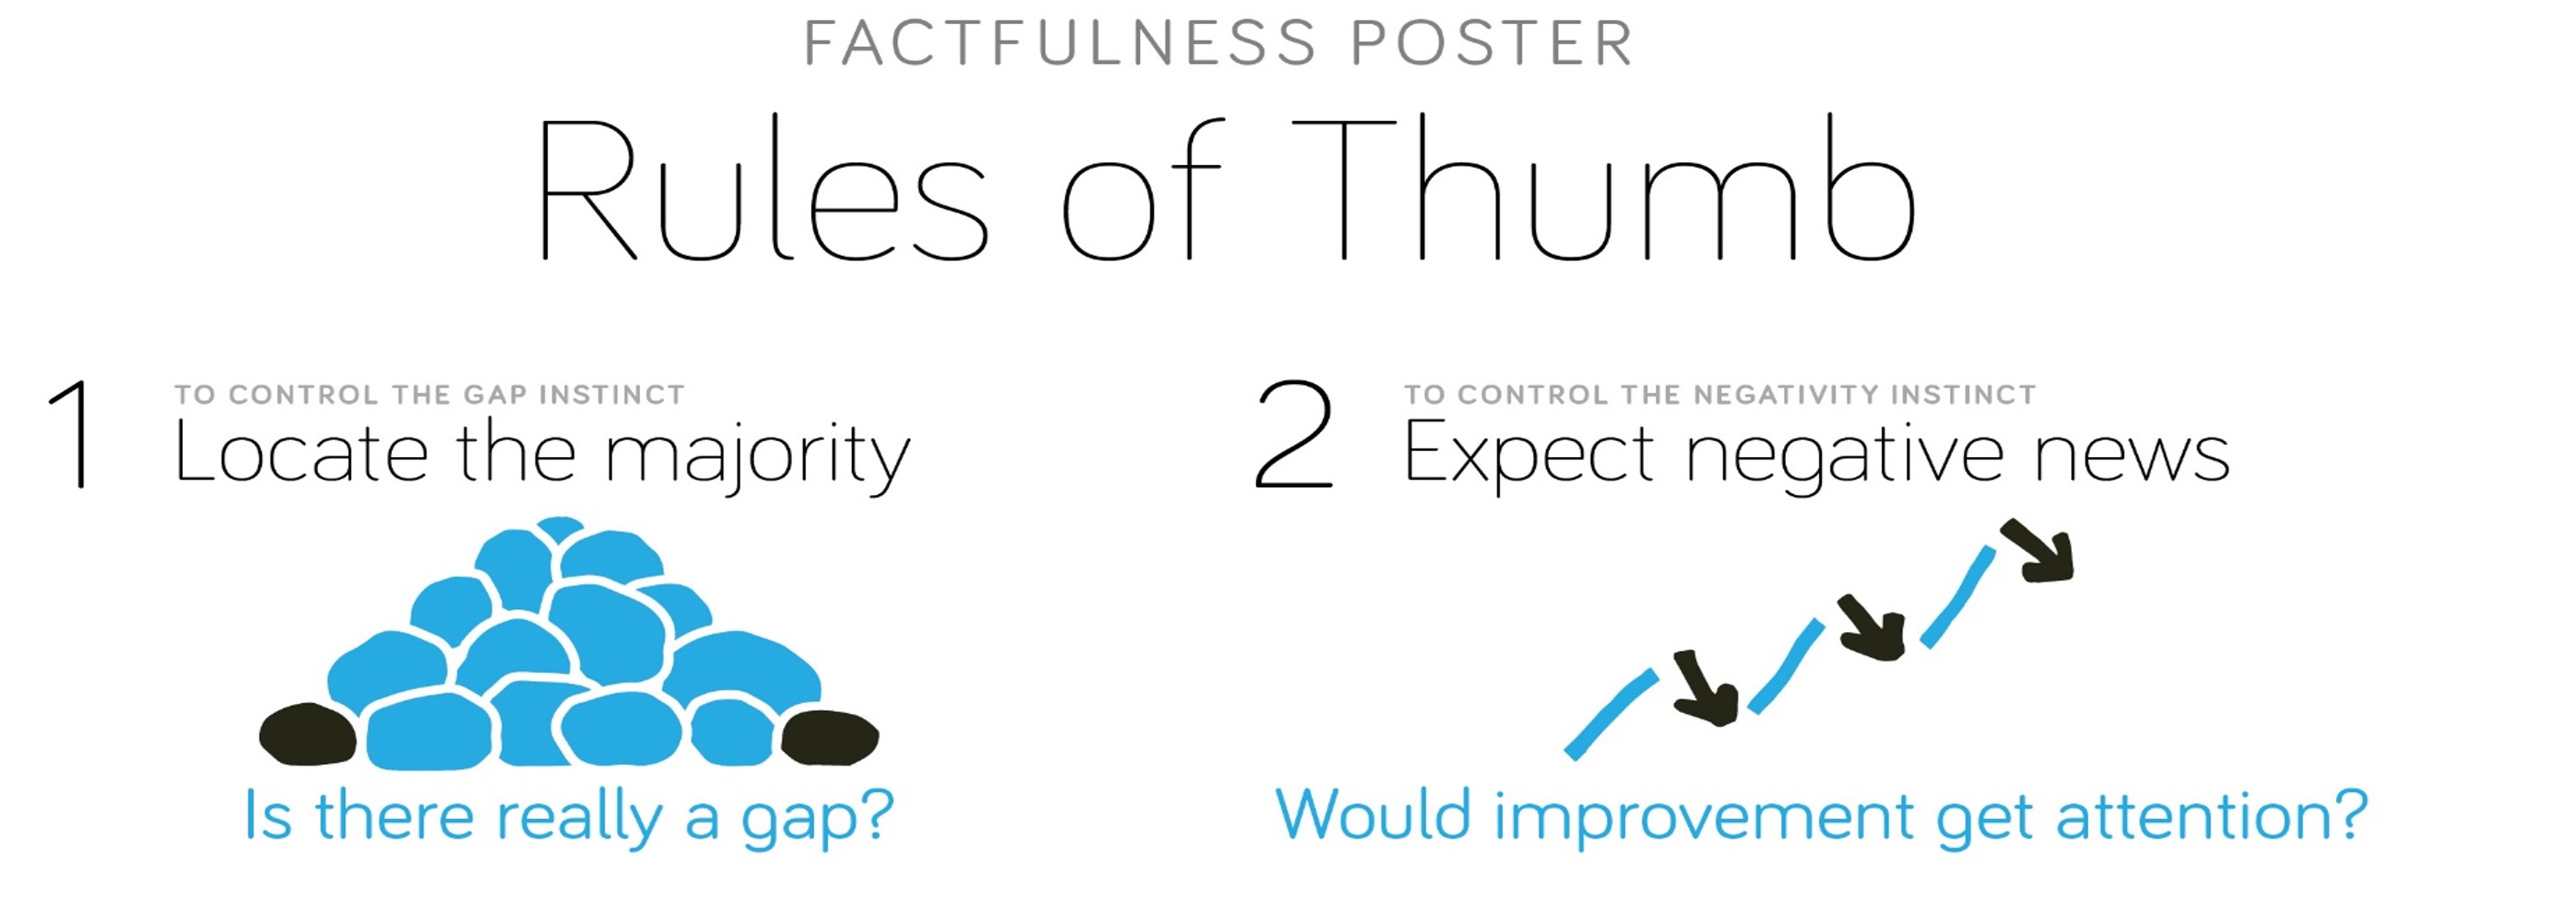 FACTFULNESS POSTER
Rules of Thumb
1
TO CONTROL THE GAP INSTINCT
Locate the majority
Is there really a gap?
2
TO CONTROL THE NEGATIVITY INSTINCT
Expect negative news
Would improvement get attention?